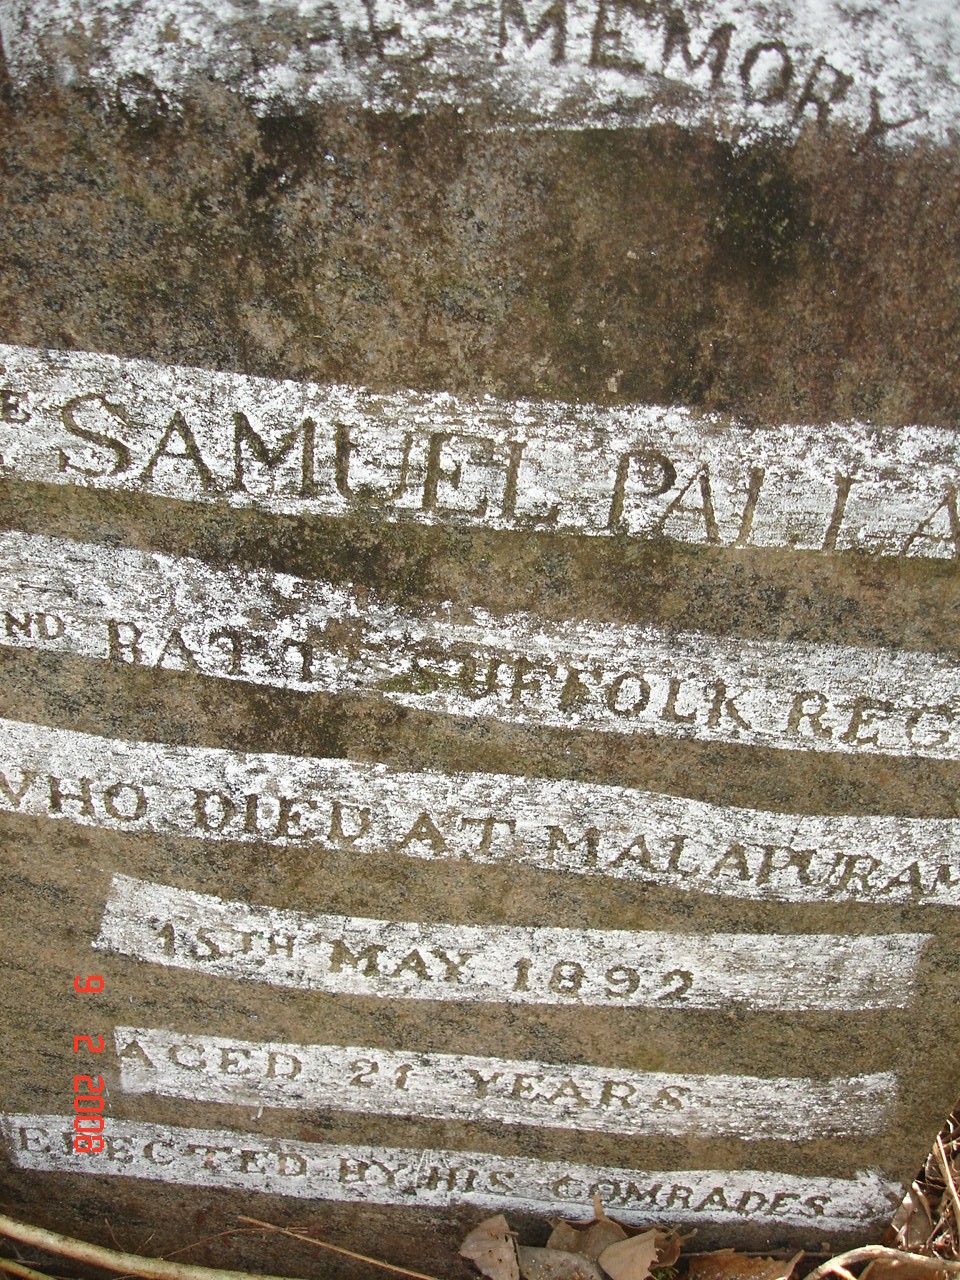 MEMORY
E SAMUEL PALLA
ND BATT SUFFOLK REG
WHO DIED AT MALAPURAM
15TH MAY 1892
AGED 21 YEARS
ERECTED BY HIS COMRADES
9 2 2008